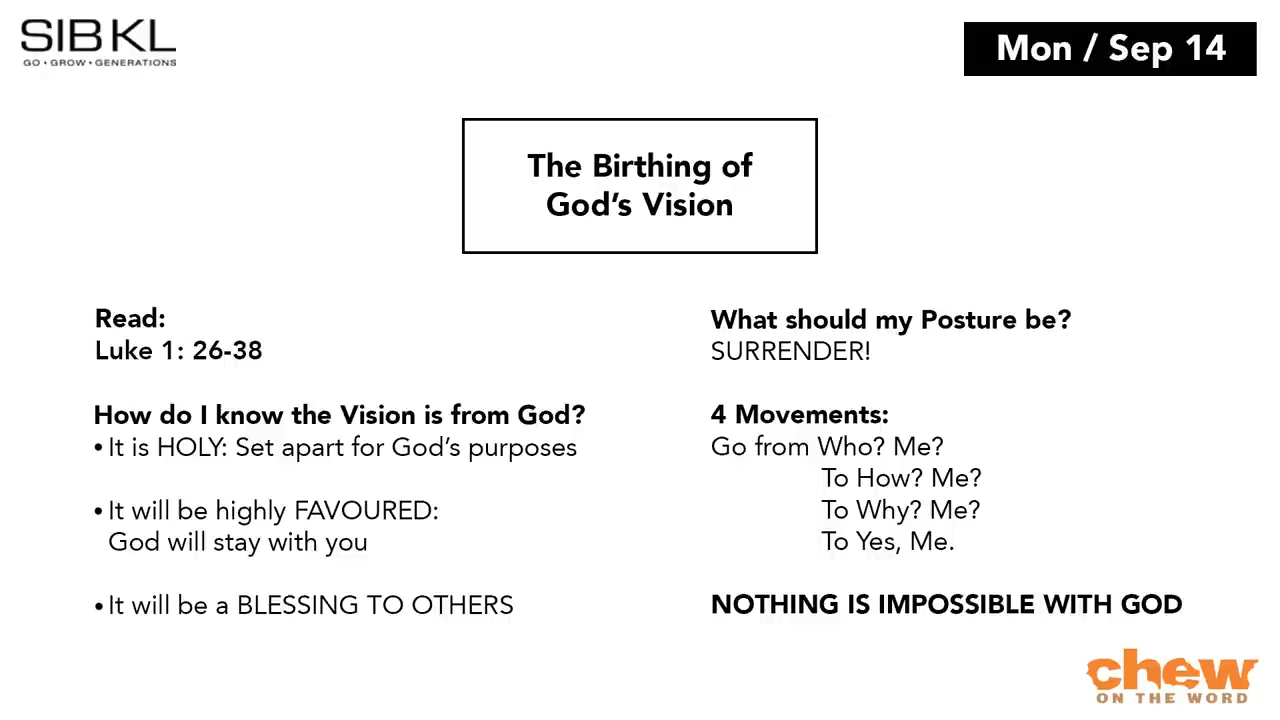 SIBKL
GO • GROW • GENERATIONS
Mon / Sep 14
The Birthing of
God's Vision
Read:
Luke 1: 26-38
How do I know the Vision is from God?
• It is HOLY: Set apart for God's purposes
• It will be highly FAVOURED:
God will stay with you
• It will be a BLESSING TO OTHERS
What should my Posture be?
SURRENDER!
4 Movements:
Go from Who? Me?
To How? Me?
To Why? Me?
To Yes, Me.
NOTHING IS IMPOSSIBLE WITH GOD
chew
ON THE WORD